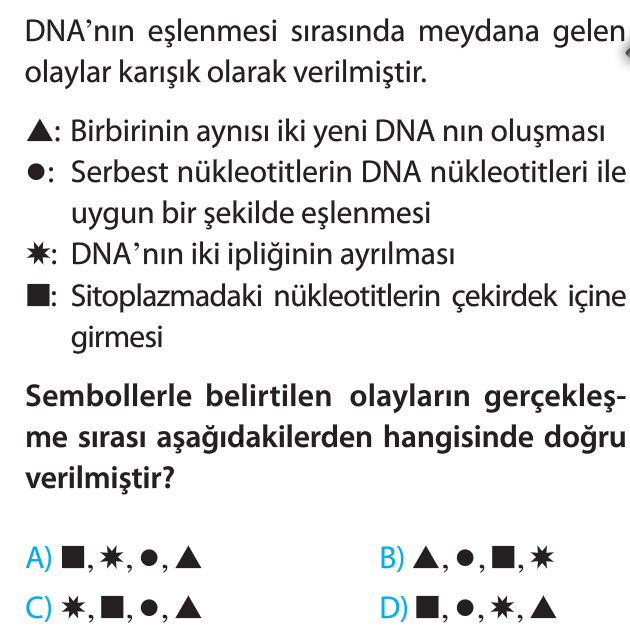 DNA’nın eşlenmesi sırasında meydana gelen
olaylar karışık olarak verilmiştir.
▲: Birbirinin aynısı iki yeni DNA nın oluşması
●: Serbest nükleotitlerin DNA nükleotitleri ile
uygun bir şekilde eşlenmesi
✷: DNA’nın iki ipliğinin ayrılması
■: Sitoplazmadaki nükleotitlerin çekirdek içine
girmesi
Sembollerle belirtilen olayların gerçekleş-
me sırası aşağıdakilerden hangisinde doğru
verilmiştir?
A) ■, ✷, ●, ▲ B) ▲, ●, ■, ✷
C) ✷, ■, ●, ▲ D) ■, ●, ✷, ▲